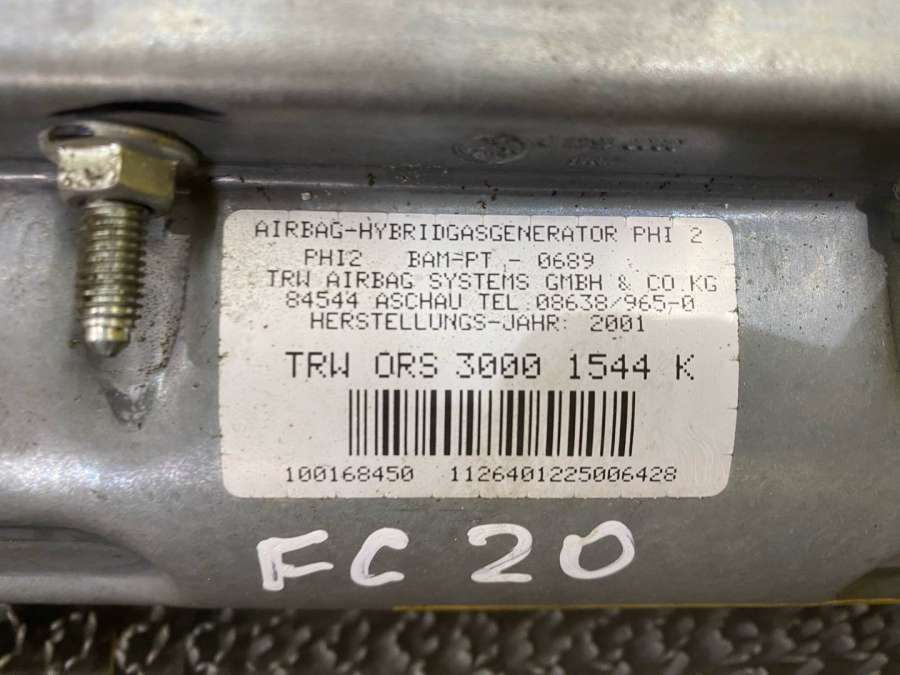 AIRBAG-HYBRIDGASGENERATOR PHI 2
PHI2 BAM-PT - 0689
TRW AIRBAG SYSTEMS GMBH & CO.KG
84544 ASCHAU TEL.08638/965-0
HERSTELLUNGS-JAHR: 2001
TRW ORS 3000 1544 K
100168450 1126401225006428
FC 20